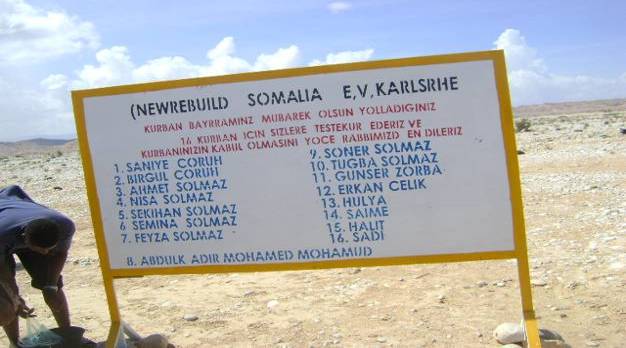 (NEWREBUILD SOMALIA E,V,KARLSRHE
KURBAN BAYRRAMINZ MUBAREK OLSUN YOLLADIGINIZ
16 KURBAN ICIN SIZLERE TESTEKUR EDERIZ VE
KURBANINIZIN KABUL OLMASINI YOCE RABBIMIZD EN DILERIZ
1. SANIYE CORUH
2. BIRGUL CORUH
3. AHMET SOLMAZ
4. NISA SOLMAZ
5. SEKIHAN SOLMAZ
6 SEMINA SOLMAZ
7. FEYZA SOLMAZ
8. ABDULK ADIR MOHAMED MOHAMUD
9. SONER SOLMAZ
10. TUGBA SOLMAZ
11. GUNSER ZORBA
12. ERKAN CELIK
13. HULYA
14. SAIME
15. HALIT
16. SADI